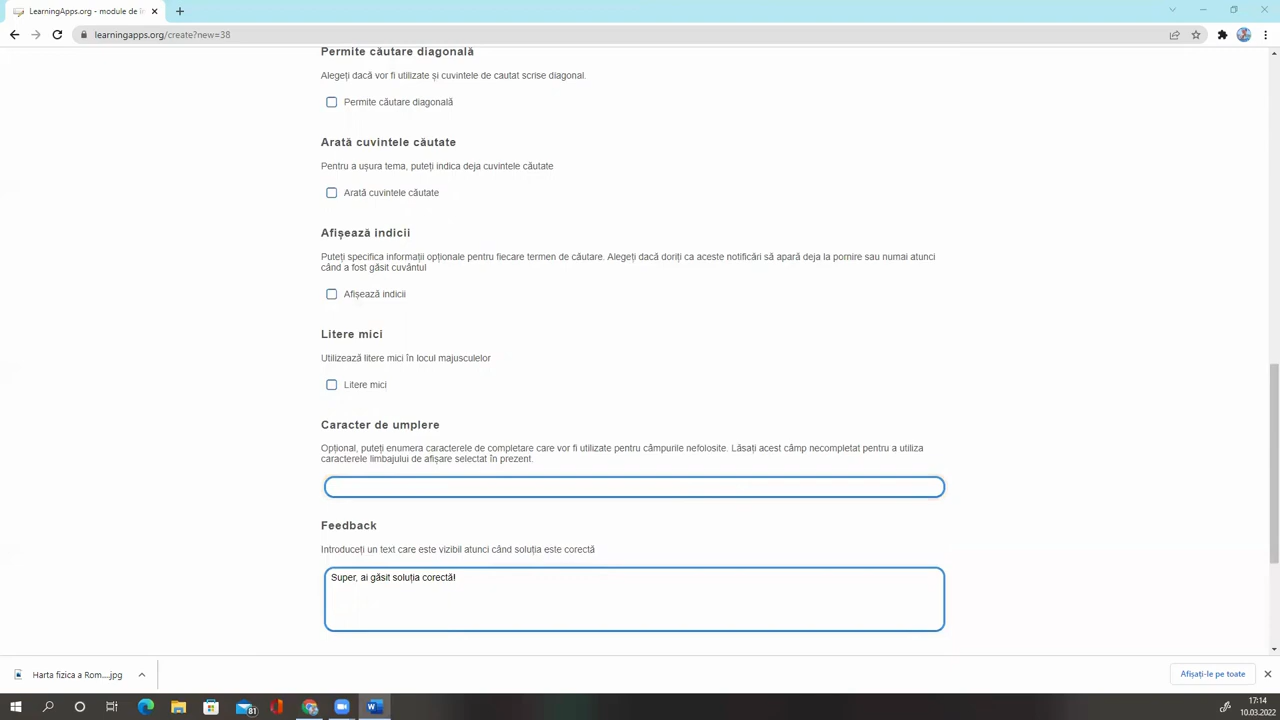 LearningApps.org - module de în
learningapps.org/create?new=38
Permite căutare diagonală
Alegeți dacă vor fi utilizate și cuvintele de cautat scrise diagonal.
Permite căutare diagonală
Arată cuvintele căutate
Pentru a ușura tema, puteți indica deja cuvintele căutate
Arată cuvintele căutate
Afișează indicii
Puteți specifica informații opționale pentru fiecare termen de căutare. Alegeți dacă doriți ca aceste notificări să apară deja la pornire sau numai atunci
când a fost găsit cuvântul
Afișează indicii
Litere mici
Utilizează litere mici în locul majusculelor
Litere mici
Caracter de umplere
Opțional, puteți enumera caracterele de completare care vor fi utilizate pentru câmpurile nefolosite. Lăsați acest câmp necompletat pentru a utiliza
caracterele limbajului de afișare selectat în prezent.
Feedback
Introduceți un text care este vizibil atunci când soluția este corectă
Super, ai găsit soluția corectă!
Harta fizica a Rom....jpg
Afișați-le pe toate
81
17:14
10.03.2022